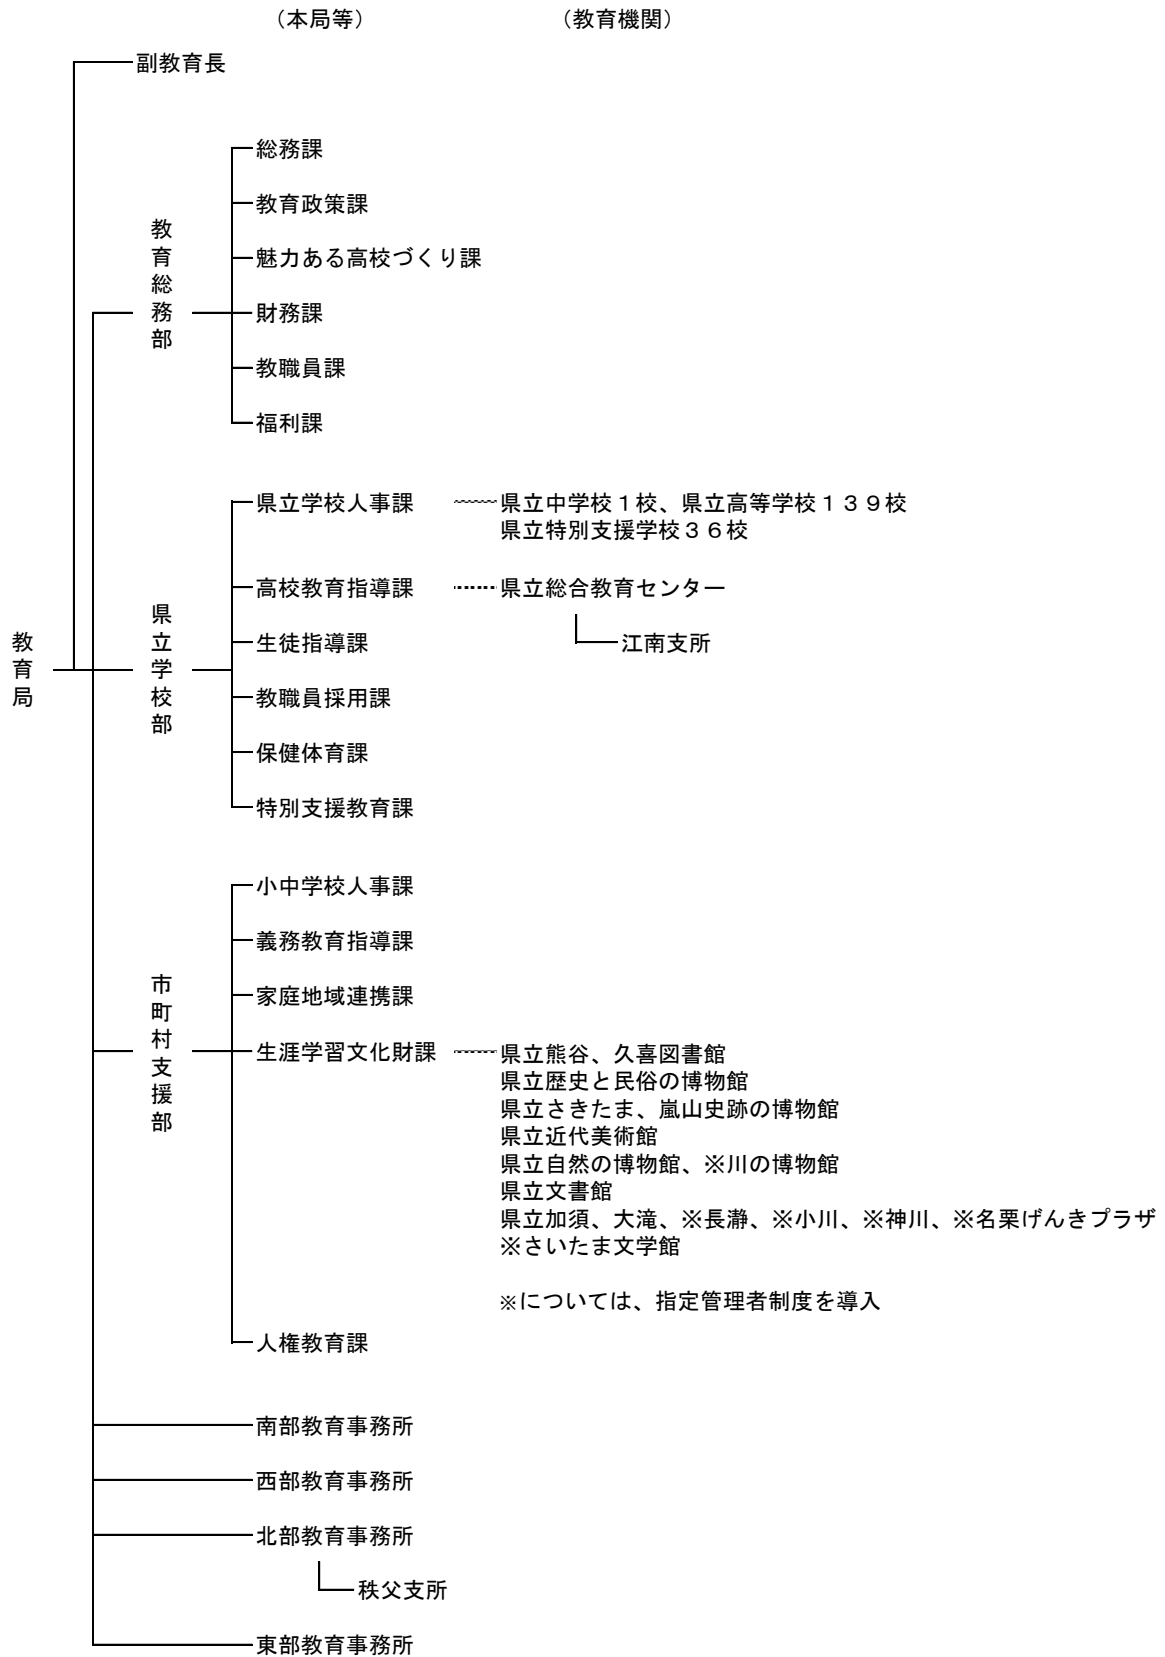 （本局等）
（教育機関）
副教育長
教育局
教育総務部
総務課
教育政策課
魅力ある高校づくり課
財務課
教職員課
福利課
県立学校部
県立学校人事課
県立中学校１校、県立高等学校１３９校
県立特別支援学校３６校
高校教育指導課
県立総合教育センター
江南支所
生徒指導課
教職員採用課
保健体育課
特別支援教育課
市町村支援部
小中学校人事課
義務教育指導課
家庭地域連携課
生涯学習文化財課
県立熊谷、久喜図書館
県立歴史と民俗の博物館
県立さきたま、嵐山史跡の博物館
県立近代美術館
県立自然の博物館、※川の博物館
県立文書館
県立加須、大滝、※長瀞、※小川、※神川、※名栗げんきプラザ
※さいたま文学館
※については、指定管理者制度を導入
人権教育課
南部教育事務所
西部教育事務所
北部教育事務所
秩父支所
東部教育事務所